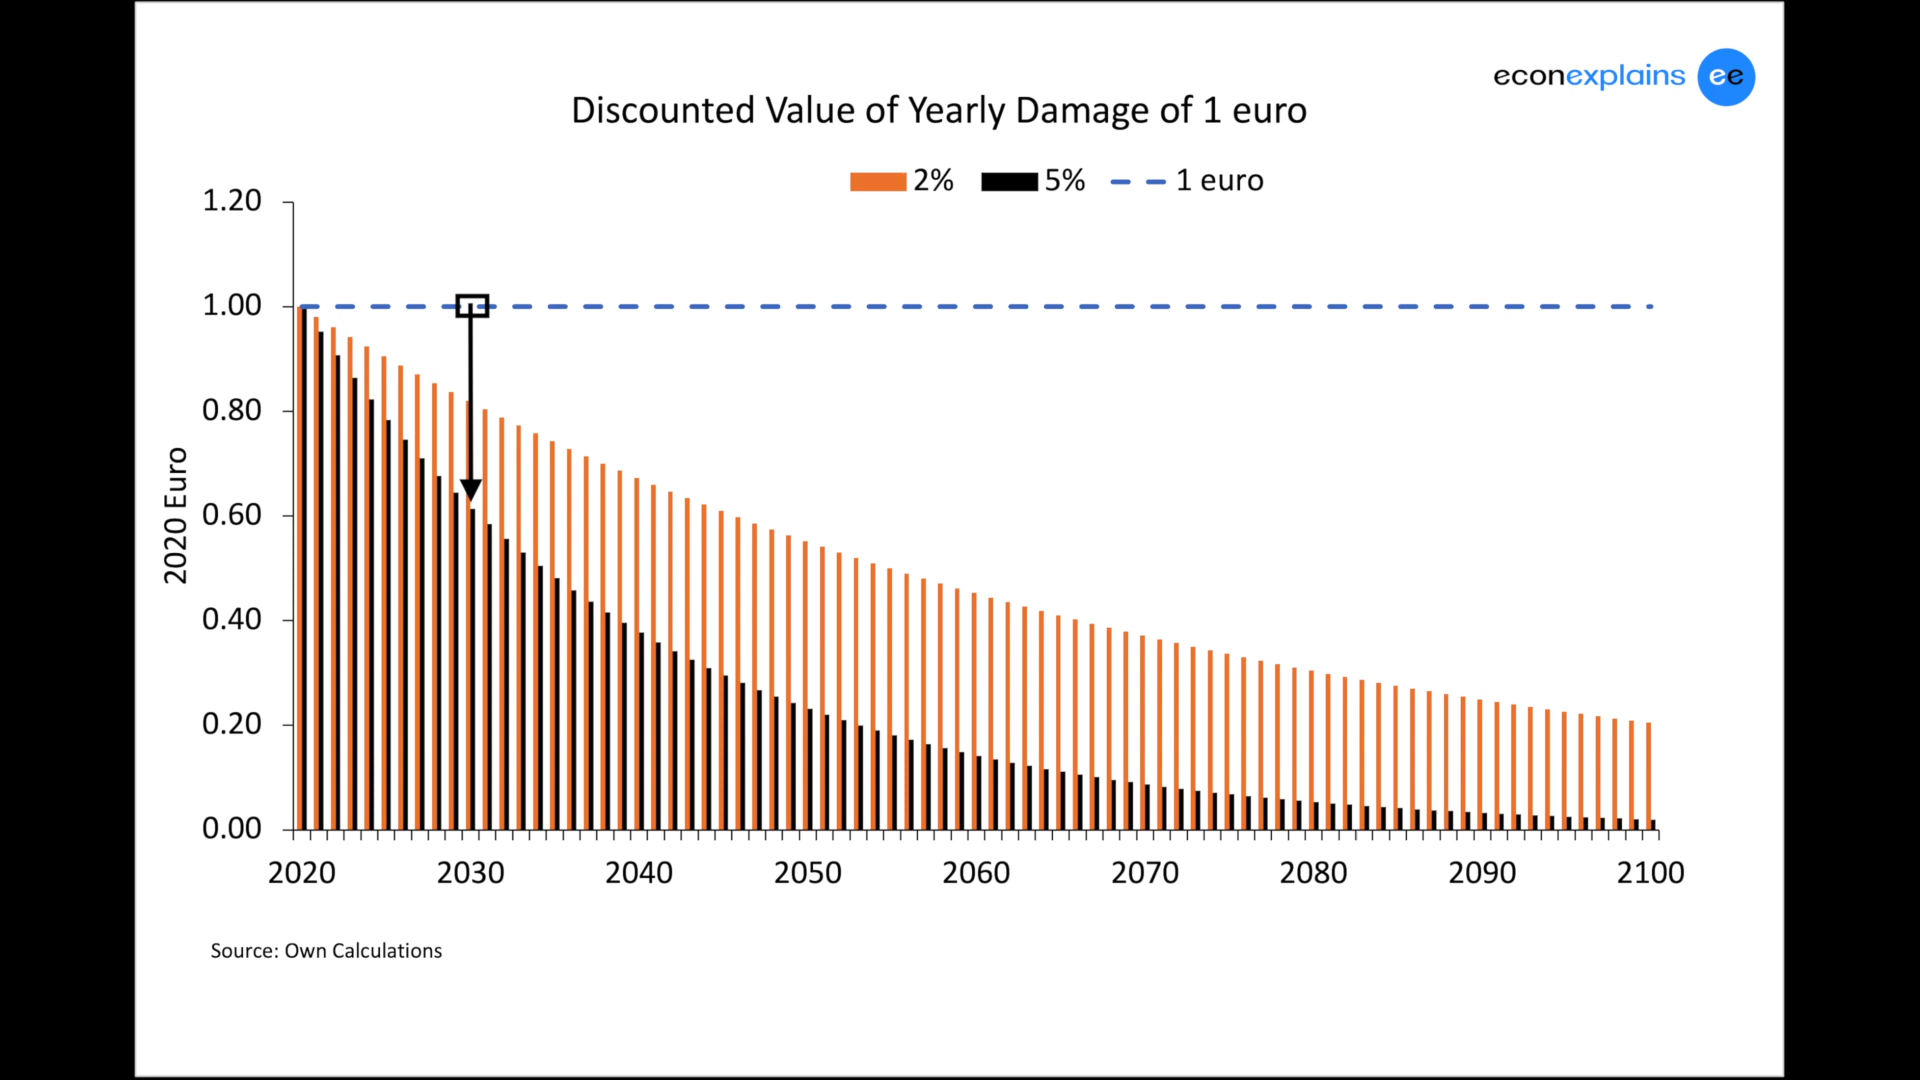 econexplains ee
Discounted Value of Yearly Damage of 1 euro
2% 5% 1 euro
1.20
1.00
0.80
0.60
0.40
0.20
0.00
2020 Euro
2020 2030 2040 2050 2060 2070 2080 2090 2100
Source: Own Calculations